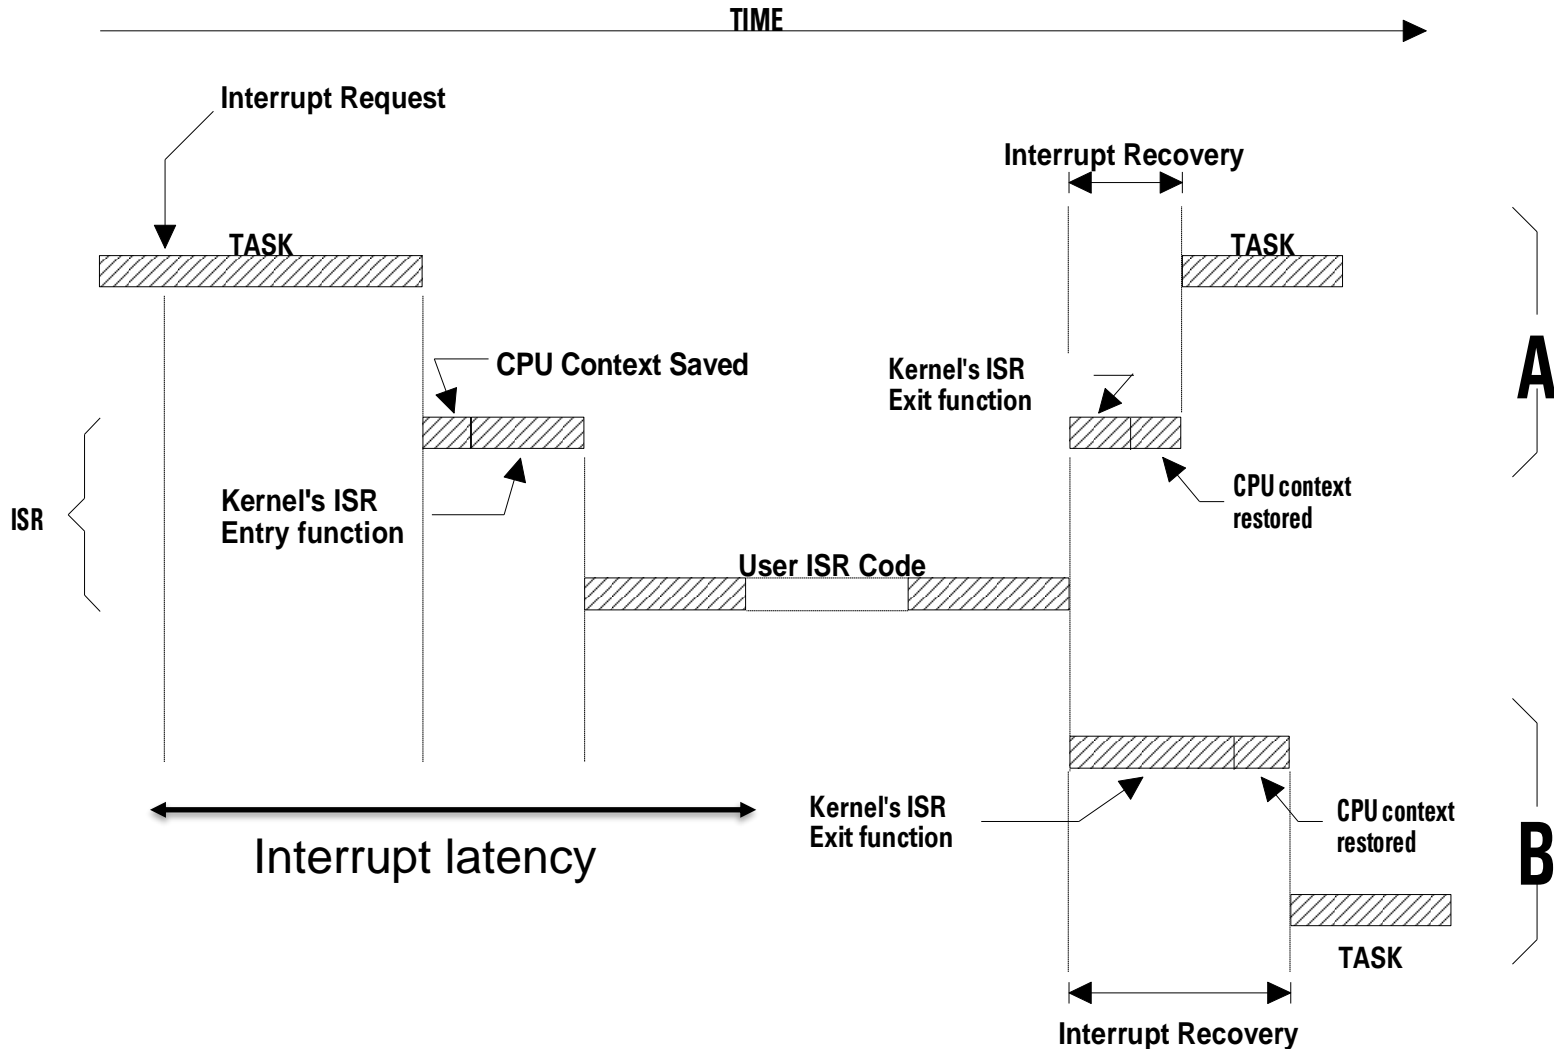 TIME
Interrupt Request
Interrupt Recovery
TASK
TASK
A
CPU Context Saved
Kernel's ISR
Exit function
Kernel's ISR
Entry function
CPU context
restored
ISR
User ISR Code
Kernel's ISR
Exit function
CPU context
restored
B
Interrupt latency
TASK
Interrupt Recovery